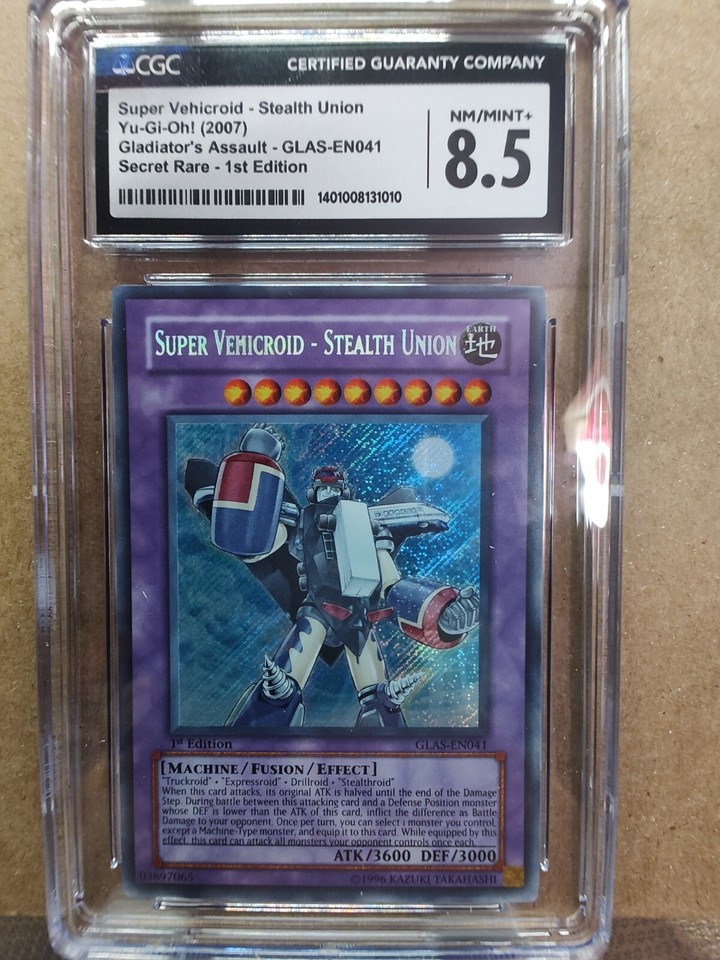 CGC CERTIFIED GUARANTY COMPANY
Super Vehicroid - Stealth Union
Yu-Gi-Oh! (2007)
Gladiator's Assault - GLAS-EN041
Secret Rare - 1st Edition
1401008131010
NM/MINT+
8.5
SUPER VEHICROID - STEALTH UNION
EARTH
地
1st Edition
GLAS-EN041
[MACHINE/FUSION/EFFECT]
"Truckroid" + "Expressroid" + Drillroid + "Stealthroid"
When this card attacks, its original ATK is halved until the end of the Damage
Step. During battle between this attacking card and a Defense Position monster
whose DEF is lower than the ATK of this card, inflict the difference as Battle
Damage to your opponent. Once per turn, you can select 1 monster you control,
except a Machine-Type monster, and equip it to this card. While equipped by this
effect, this card can attack all monsters your opponent controls once each.
ATK/3600 DEF/3000
03897065
©1996 KAZUKI TAKAHASHI